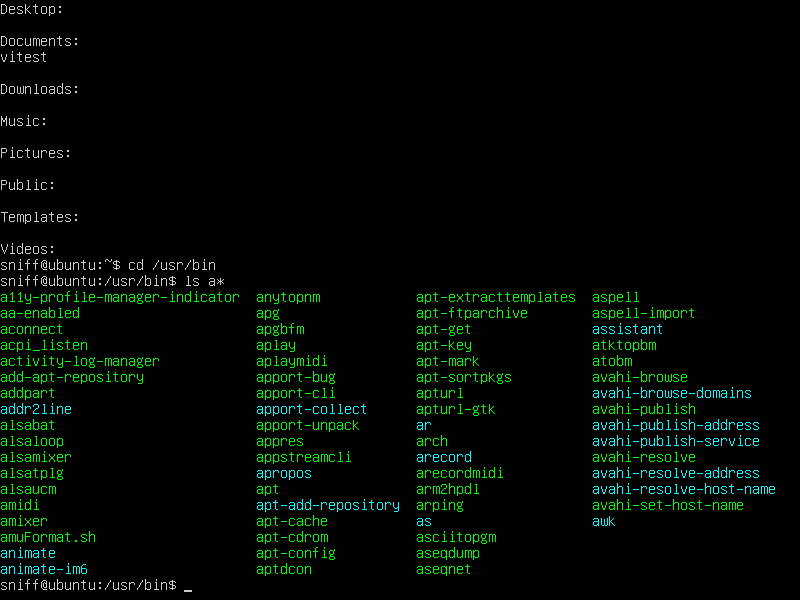 Desktop:
Documents:
vitest
Downloads:
Music:
Pictures:
Public:
Templates:
Videos:
sniff@ubuntu:~$ cd /usr/bin
sniff@ubuntu:/usr/bin$ ls a*
a11y-profile-manager-indicator anytopnm apt-extracttemplates aspell
aa-enabled apg apt-ftparchive aspell-import
aconnect apgbfm apt-get assistant
acpi_listen aplay apt-key atktopbm
activity-log-manager aplaymidi apt-mark atobm
add-apt-repository apport-bug apt-sortpkgs avahi-browse
addpart apport-cli apturl avahi-browse-domains
addr2line apport-collect apturl-gtk avahi-publish
alsabat apport-unpack ar avahi-publish-address
alsaloop appres arch avahi-publish-service
alsamixer appstreamcli arecord avahi-resolve
alsatplg apropos arecordmidi avahi-resolve-address
alsaucm apt arm2hpdl avahi-resolve-host-name
amidi apt-add-repository arping avahi-set-host-name
amixer apt-cache as awk
amuFormat.sh apt-cdrom asciitopgm
animate apt-config aseqdump
animate-im6 aptdcon aseqnet
sniff@ubuntu:/usr/bin$ _